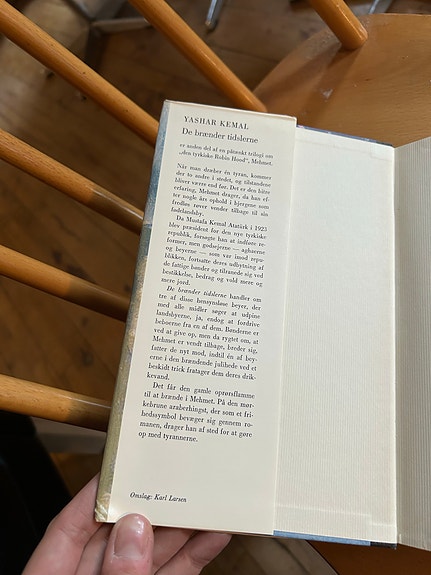 YASHAR KEMAL
De brænder tidslerne
er anden del af en påtænkt trilogi om
„den tyrkiske Robin Hood“, Mehmet.
Når man dræber én tyran, kommer
der to andre i stedet, og tilstandene
bliver værre end før. Det er den bitre
erfaring, Mehmet drager, da han ef-
ter nogle års ophold i bjergene som
fredløs røver vender tilbage til sin
fødelandsby.
Da Mustafa Kemal Atatürk i 1923
blev præsident for den nye tyrkiske
republik, forsøgte han at indføre re-
former, men godsejerne — aghaerne
og beyerne — som var imod repu-
blikken, fortsatte deres udbytning af
de fattige bønder og tilranede sig ved
bestikkelse, bedrag og vold mere og
mere jord.
De brænder tidslerne handler om
tre af disse hensynsløse beyer, der
med alle midler søger at udpine
landsbyerne, ja, endog at fordrive
beboerne fra en af dem. Bønderne er
ved at give op, men da rygtet om, at
Mehmet er vendt tilbage, breder sig,
fatter de nyt mod, indtil én af bey-
erne i den brændende julihede ved et
beskidt trick fratager dem deres drik-
kevand.
Det får den gamle oprørsflamme
til at brænde i Mehmet. På den mør-
kebrune araberhingst, der som et fri-
hedssymbol bevæger sig gennem ro-
manen, drager han af sted for at gøre
op med tyrannerne.
Omslag: Karl Larsen